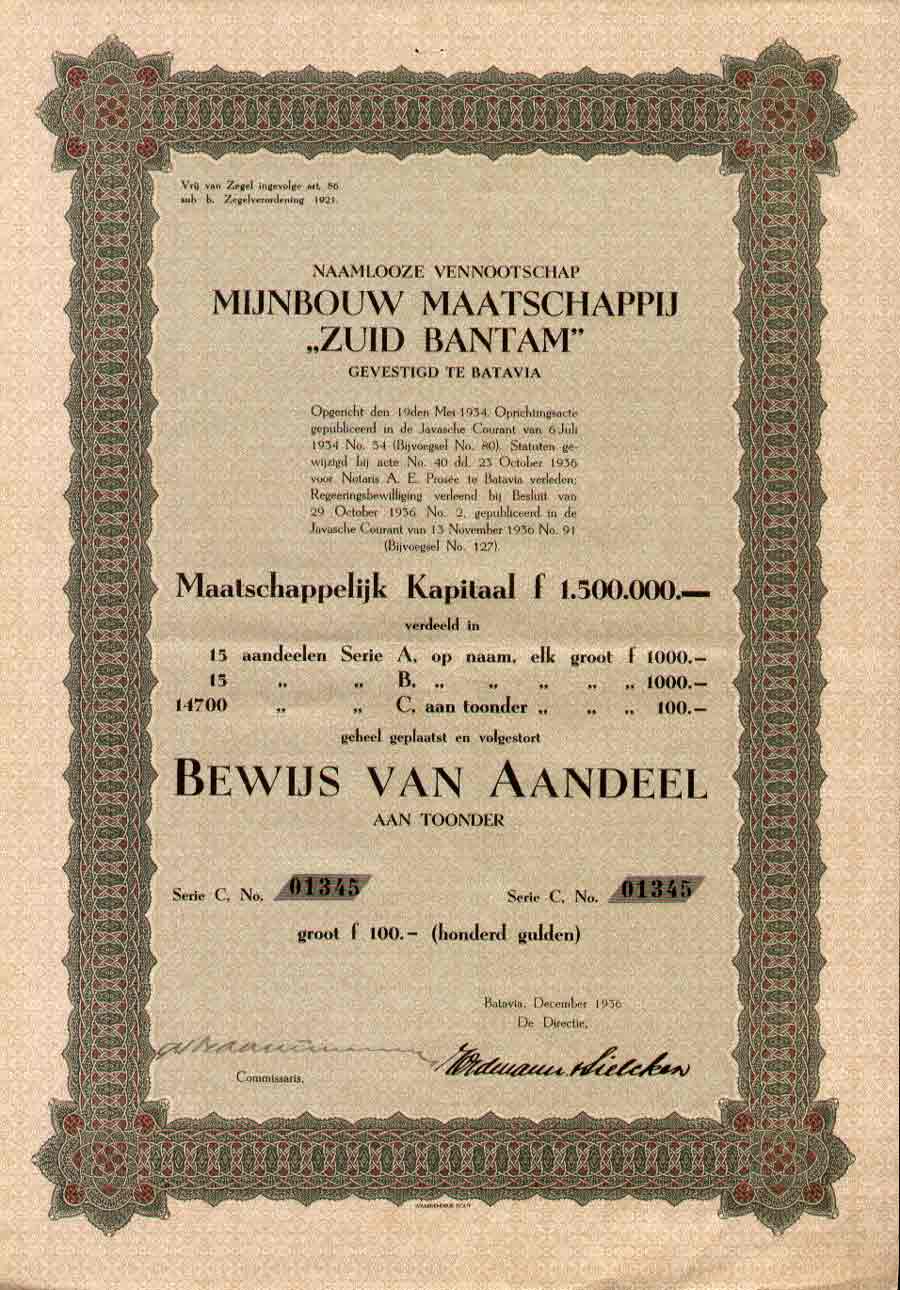 Vrij van Zegel ingevolge art. 86
sub b. Zegelverordening 1921.
NAAMLOOZE VENNOOTSCHAP
MIJNBOUW MAATSCHAPPIJ
„ZUID BANTAM”
GEVESTIGD TE BATAVIA
Opgericht den 19den Mei 1934. Oprichtingsacte
gepubliceerd in de Javasche Courant van 6 Juli
1934 No. 54 (Bijvoegsel No. 80). Statuten ge-
wijzigd bij acte No. 40 dd. 23 October 1936
voor Notaris A. E. Prosée te Batavia verleden;
Regeeringsbewilliging verleend bij Besluit van
29 October 1936 No. 2, gepubliceerd in de
Javasche Courant van 13 November 1936 No. 91
(Bijvoegsel No. 127).
Maatschappelijk Kapitaal f 1.500.000.—
verdeeld in
15 aandeelen Serie A, op naam, elk groot f 1000.–
15 „ „ B, „ „ „ „ „ 1000.–
14700 „ „ C, aan toonder „ „ „ 100.–
geheel geplaatst en volgestort
BEWIJS VAN AANDEEL
AAN TOONDER
Serie C, No. 01345 Serie C, No. 01345
groot f 100.– (honderd gulden)
Batavia, December 1936
De Directie,
Erdmann & Sielcken
Commissaris,